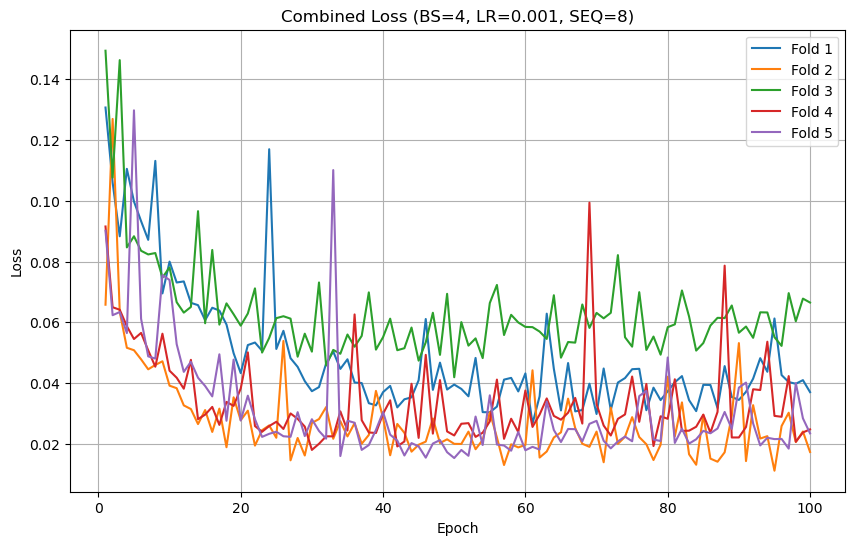 Combined Loss (BS=4, LR=0.001, SEQ=8)
Fold 1
Fold 2
Fold 3
Fold 4
Fold 5
Loss
0.14
0.12
0.10
0.08
0.06
0.04
0.02
0
20
40
60
80
100
Epoch